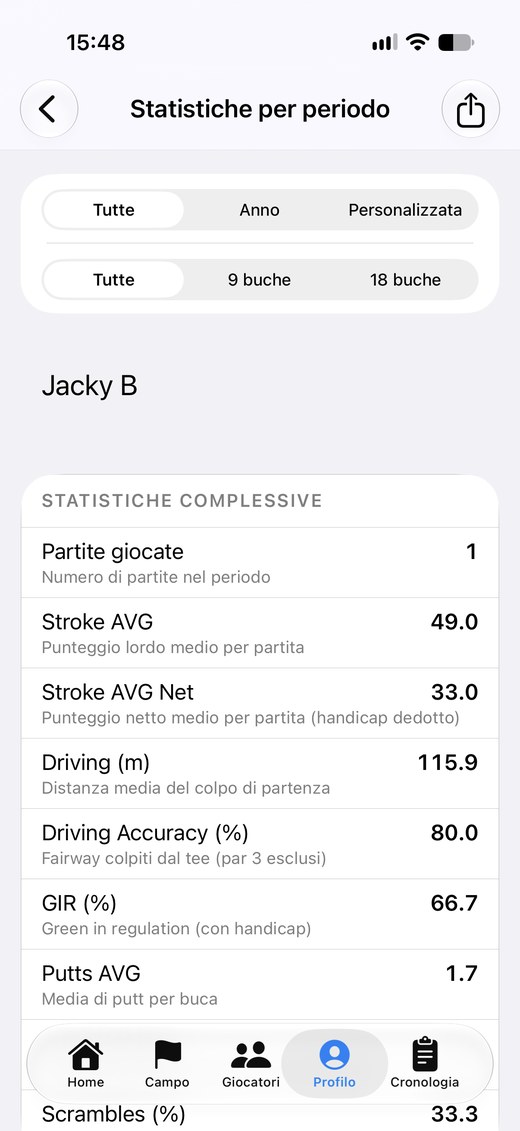 15:48
Statistiche per periodo
Tutte Anno Personalizzata
Tutte 9 buche 18 buche
Jacky B
STATISTICHE COMPLESSIVE
Partite giocate 1
Numero di partite nel periodo
Stroke AVG 49.0
Punteggio lordo medio per partita
Stroke AVG Net 33.0
Punteggio netto medio per partita (handicap dedotto)
Driving (m) 115.9
Distanza media del colpo di partenza
Driving Accuracy (%) 80.0
Fairway colpiti dal tee (par 3 esclusi)
GIR (%) 66.7
Green in regulation (con handicap)
Putts AVG 1.7
Media di putt per buca
Home Campo Giocatori Profilo Cronologia
Scrambles (%) 33.3